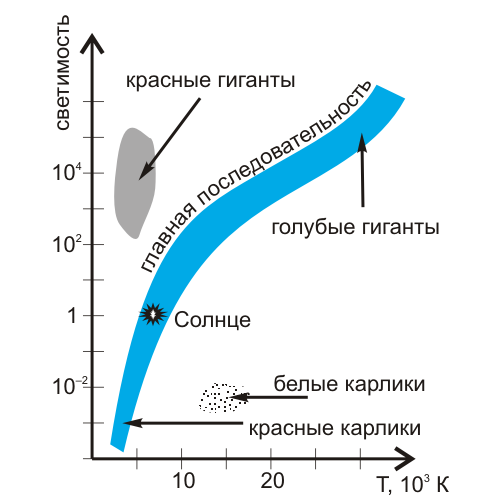 светимость
красные гиганты
главная последовательность
10⁴
голубые гиганты
10²
1
Солнце
10⁻²
белые карлики
красные карлики
10 20 T, 10³ К